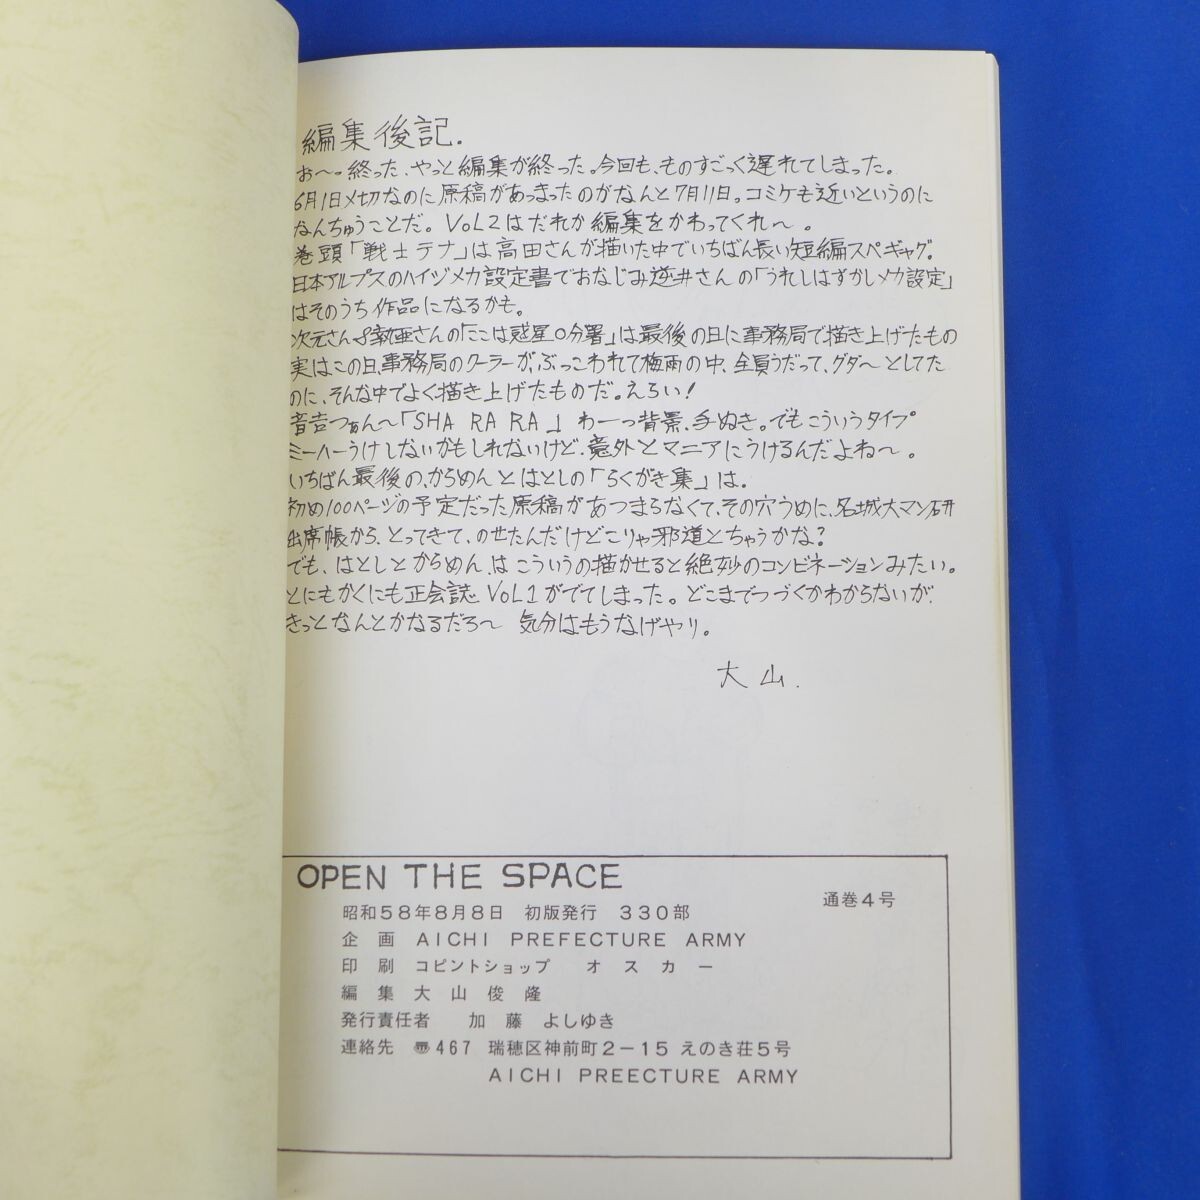 編集後記.
お〜っ終った、やっと編集が終った。今回も、ものすごっく遅れてしまった。
6月1日〆切なのに原稿があつまったのがなんと7月11日。コミケも近いというのに
なんちゅうことだ。VOL2はだれか編集をかわってくれ〜。
巻頭「戦士テナ」は高田さんが描いた中でいちばん長い短編スペギャグ。
日本アルプスのハイジメカ設定書でおなじみ逆井さんの「うれしはずかしメカ設定」
はそのうち作品になるかも。
次元さん&執亜さんの「ここは惑星〇分署」は最後の日に事務局で描き上げたもの
実はこの日、事務局のクーラーが、ぶっこわれて梅雨の中、全員うだって、グダ〜としてた
のに、そんな中でよく描き上げたものだ。えらい!
音吉つぁん〜「SHA RA RA」わーっ背景、手ぬき。でもこういうタイプ
ミーハーうけしないかもしれないけど、意外とマニアにうけるんだよね〜。
いちばん最後の、からめんとはとしの「らくがき集」は。
初め100ページの予定だった原稿があつまらなくて、その穴うめに、名城大マン研
出席帳から、とってきて、のせたんだけどこりゃ邪道とちゃうかな?
でも、はとしとからめん、はこういうの描かせると絶妙のコンビネーションみたい。
とにもかくにも正会誌VOL1がでてしまった。どこまでつづくかわからないが、
きっとなんとかなるだろ〜 気分はもうなげやり。
大山.
OPEN THE SPACE
通巻4号
昭和58年8月8日 初版発行 330部
企画 AICHI PREFECTURE ARMY
印刷 コピントショップ オスカー
編集 大山俊隆
発行責任者 加藤 よしゆき
連絡先 〠467 瑞穂区神前町2-15 えのき荘5号
AICHI PREECTURE ARMY